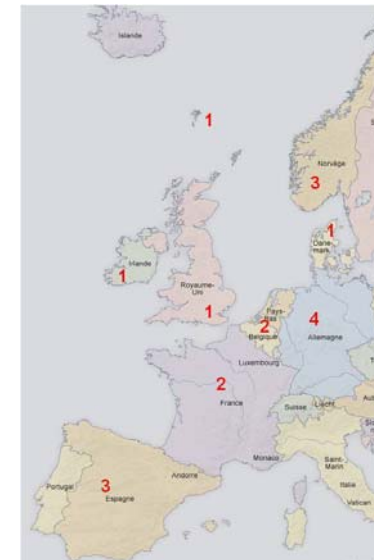 Islande
1
Norvège
3
1
Dane-
mark
Irlande
1
Royaume-
Uni
1
Pays-
Bas
2
Belgique
4
Allemagne
Luxembourg
2
France
Suisse
Liecht.
Monaco
Saint-
Marin
Andorre
Italie
Vatican
Portugal
3
Espagne